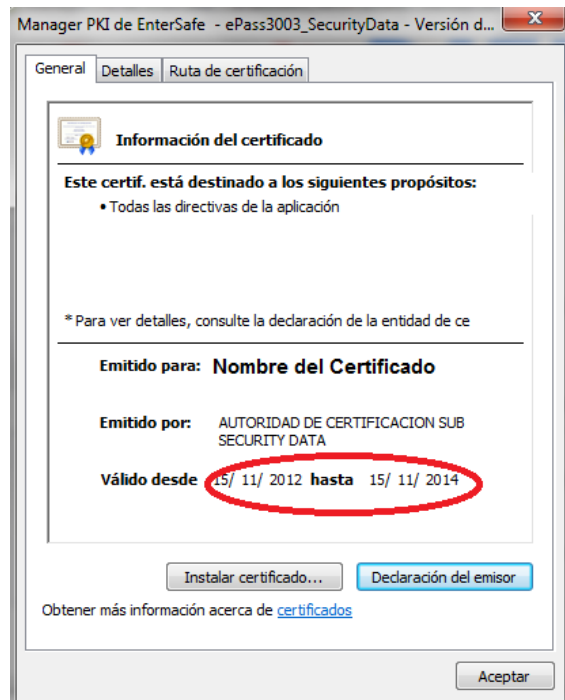 Manager PKI de EnterSafe - ePass3003_SecurityData - Versión d...
General Detalles Ruta de certificación
Información del certificado
Este certif. está destinado a los siguientes propósitos:
• Todas las directivas de la aplicación
* Para ver detalles, consulte la declaración de la entidad de ce
Emitido para: Nombre del Certificado
Emitido por: AUTORIDAD DE CERTIFICACION SUB
SECURITY DATA
Válido desde 15/ 11/ 2012 hasta 15/ 11/ 2014
Instalar certificado... Declaración del emisor
Obtener más información acerca de certificados
Aceptar